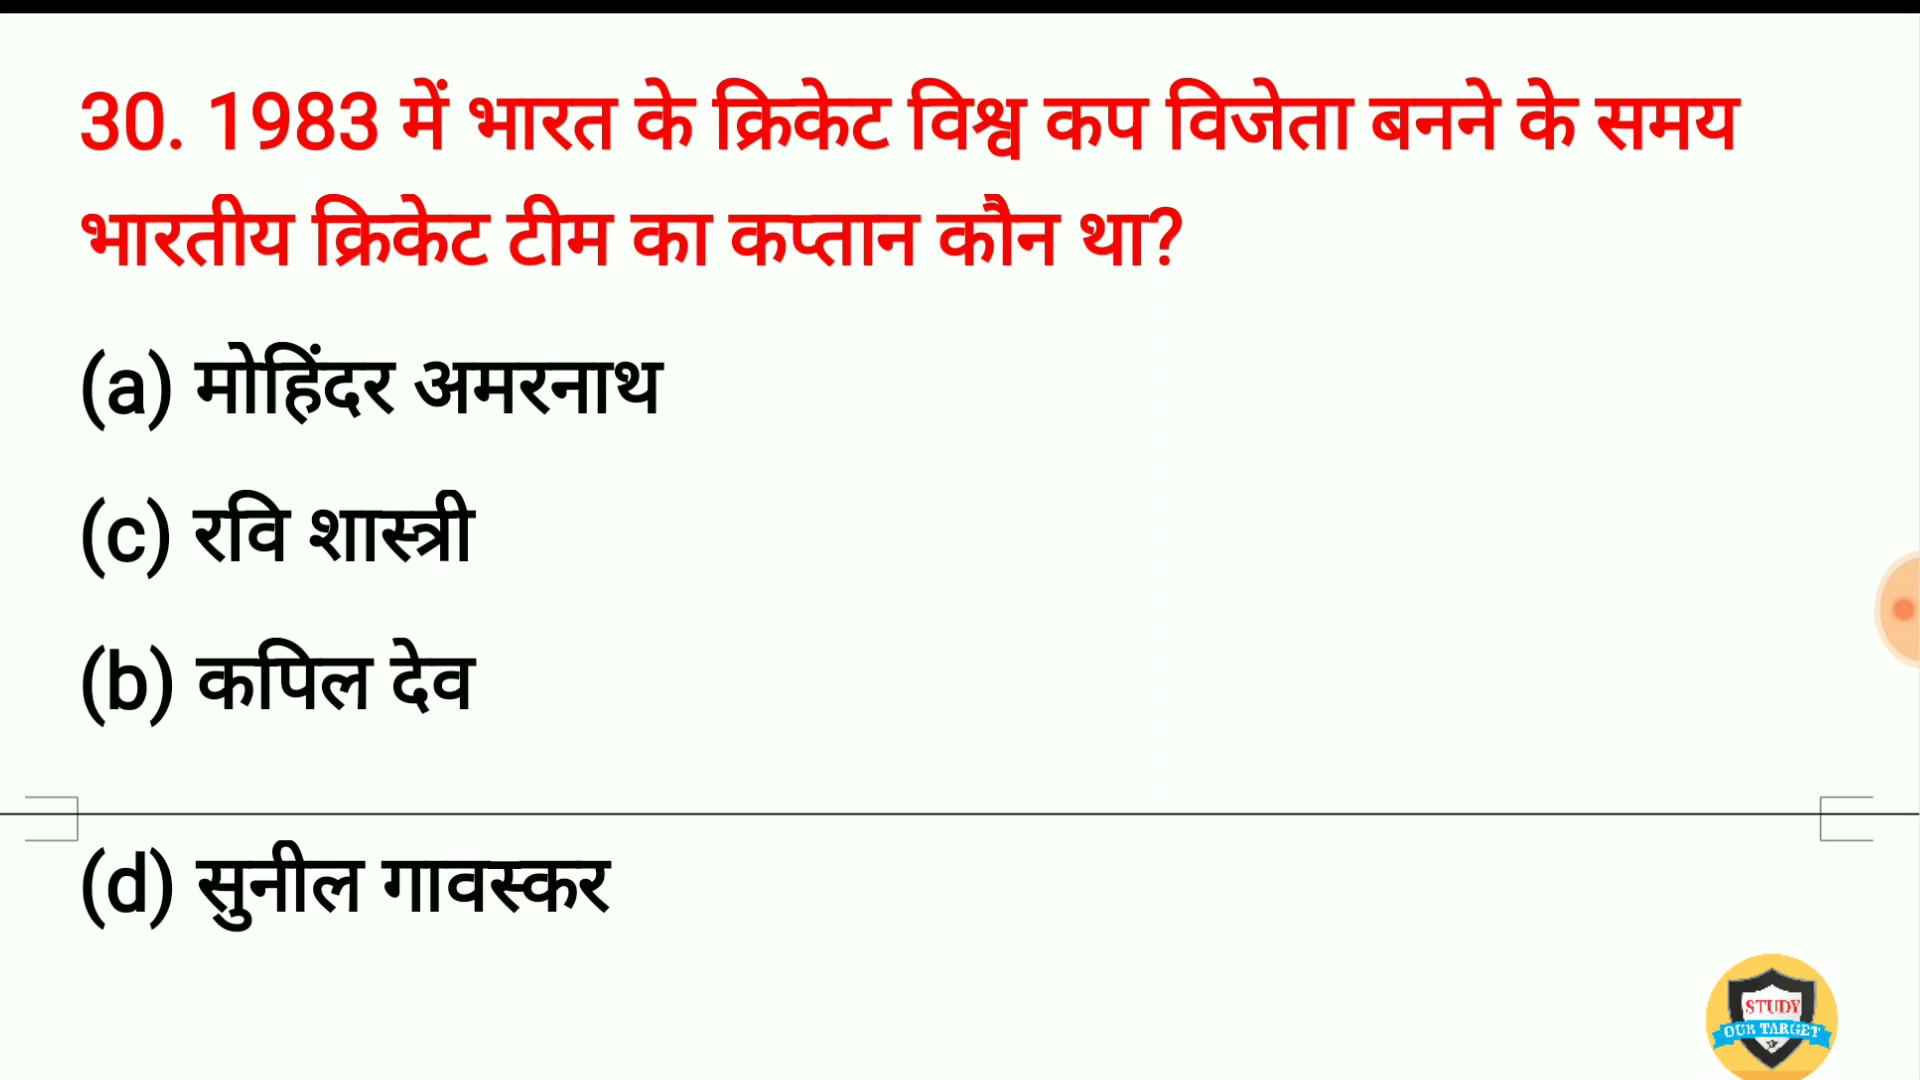 30. 1983 में भारत के क्रिकेट विश्व कप विजेता बनने के समय
भारतीय क्रिकेट टीम का कप्तान कौन था?
(a) मोहिंदर अमरनाथ
(c) रवि शास्त्री
(b) कपिल देव
(d) सुनील गावस्कर
STUDY
OUR TARGET